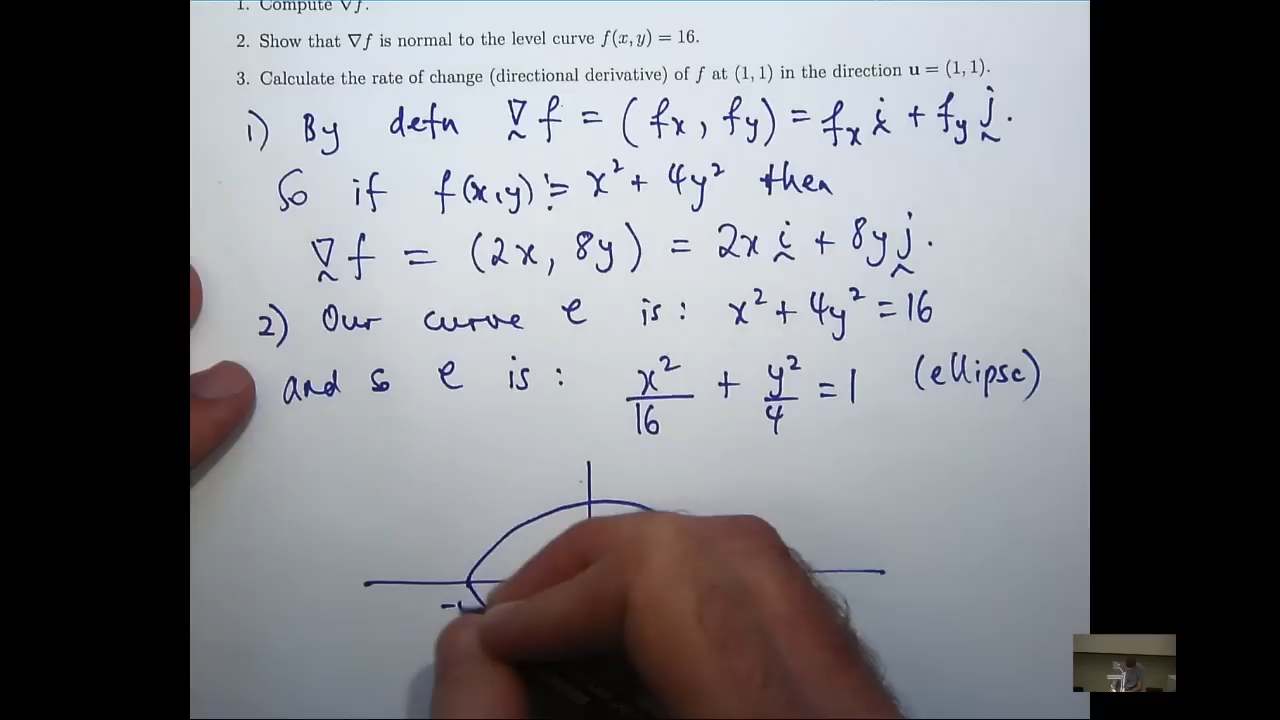 1. Compute ∇f.
2. Show that ∇f is normal to the level curve f(x, y) = 16.
3. Calculate the rate of change (directional derivative) of f at (1, 1) in the direction u = (1, 1).
1) By defn ∇f = (fx, fy) = fx i + fy j.
So if f(x,y) := x² + 4y² then
∇f = (2x, 8y) = 2x i + 8y j.
2) Our curve C is: x² + 4y² = 16
and so C is: x²/16 + y²/4 = 1 (ellipse)